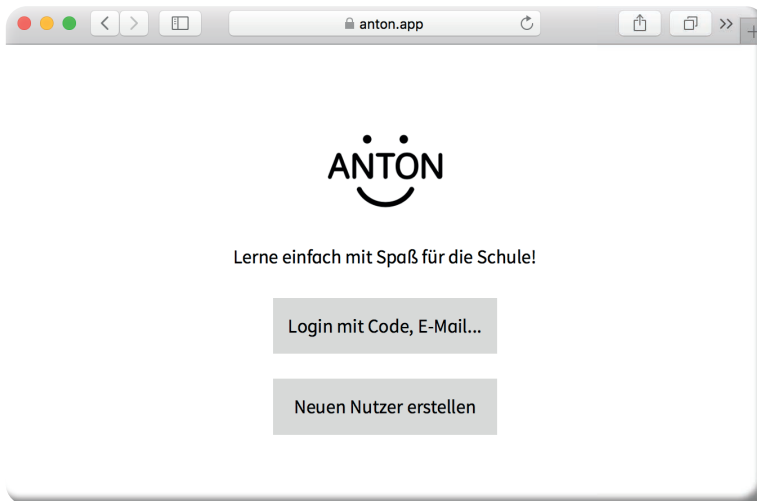 anton.app
ANTON
Lerne einfach mit Spaß für die Schule!
Login mit Code, E-Mail...
Neuen Nutzer erstellen